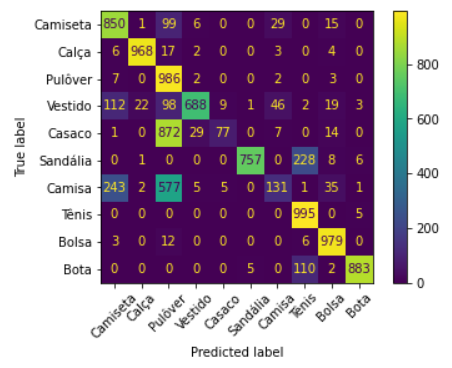 Camiseta 850 1 99 6 0 0 29 0 15 0
Calça 6 968 17 2 0 0 3 0 4 0
Pulôver 7 0 986 2 0 0 2 0 3 0
Vestido 112 22 98 688 9 1 46 2 19 3
Casaco 1 0 872 29 77 0 7 0 14 0
Sandália 0 1 0 0 0 757 0 228 8 6
Camisa 243 2 577 5 5 0 131 1 35 1
Tênis 0 0 0 0 0 0 0 995 0 5
Bolsa 3 0 12 0 0 0 0 6 979 0
Bota 0 0 0 0 0 5 0 110 2 883
True label
Camiseta Calça Pulôver Vestido Casaco Sandália Camisa Tênis Bolsa Bota
Predicted label
800
600
400
200
0